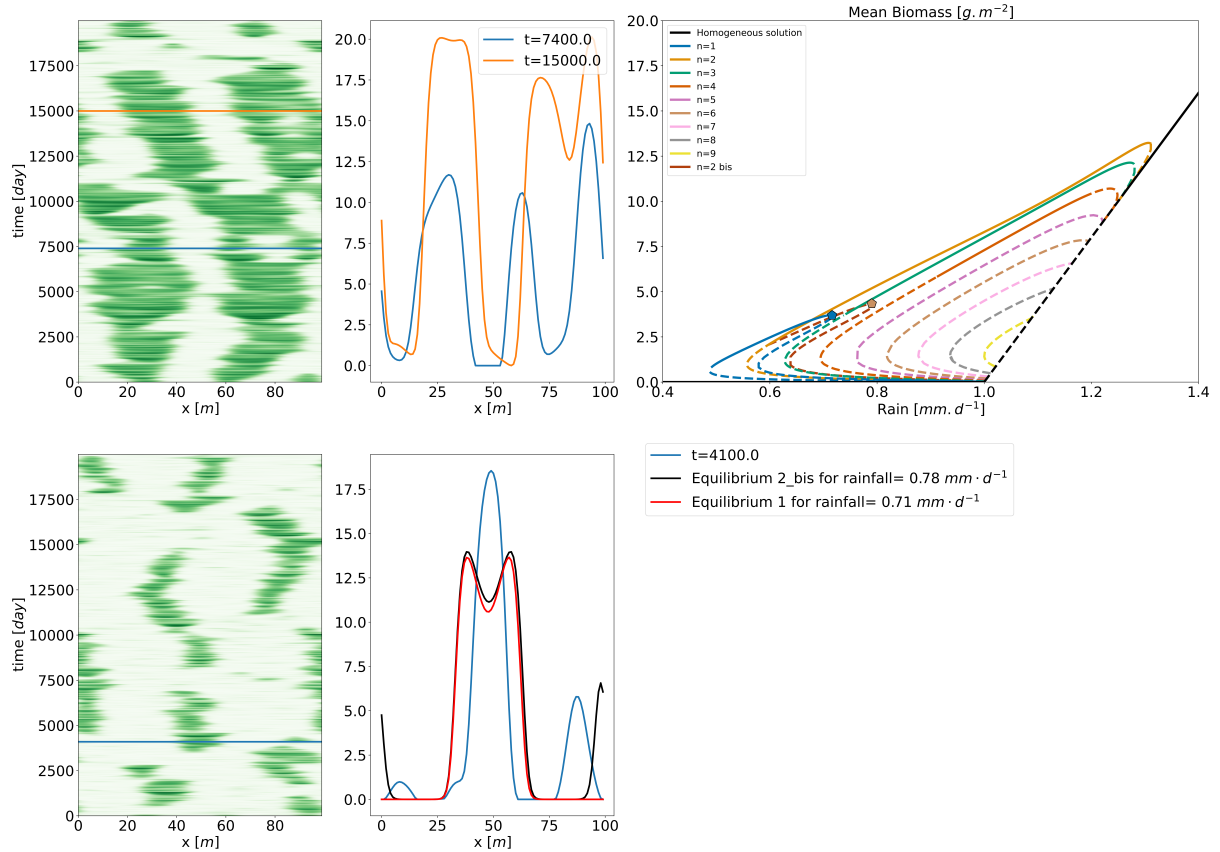 Mean Biomass [g.m⁻²]
17500
15000
12500
10000
7500
5000
2500
0
time [day]
0 20 40 60 80
x [m]
20.0
17.5
15.0
12.5
10.0
7.5
5.0
2.5
0.0
0 25 50 75 100
x [m]
t=7400.0
t=15000.0
20.0
17.5
15.0
12.5
10.0
7.5
5.0
2.5
0.0
Homogeneous solution
n=1
n=2
n=3
n=4
n=5
n=6
n=7
n=8
n=9
n=2 bis
0.4 0.6 0.8 1.0 1.2 1.4
Rain [mm.d⁻¹]
17500
15000
12500
10000
7500
5000
2500
0
time [day]
0 20 40 60 80
x [m]
17.5
15.0
12.5
10.0
7.5
5.0
2.5
0.0
0 25 50 75 100
x [m]
t=4100.0
Equilibrium 2_bis for rainfall= 0.78 mm · d⁻¹
Equilibrium 1 for rainfall= 0.71 mm · d⁻¹